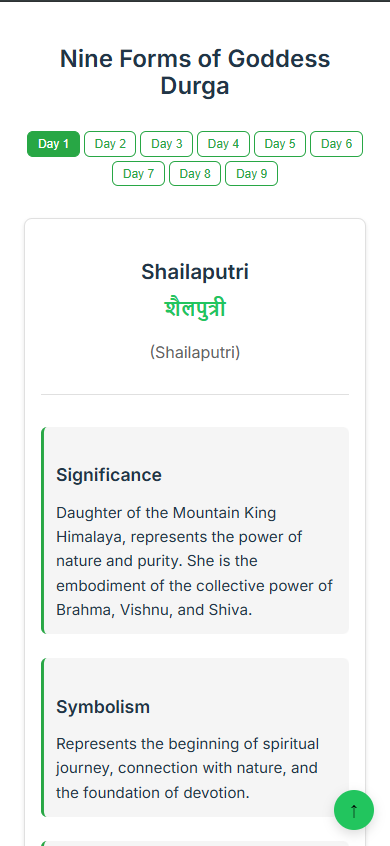 Nine Forms of Goddess
Durga
Day 1 Day 2 Day 3 Day 4 Day 5 Day 6
Day 7 Day 8 Day 9
Shailaputri
शैलपुत्री
(Shailaputri)
Significance
Daughter of the Mountain King
Himalaya, represents the power of
nature and purity. She is the
embodiment of the collective power of
Brahma, Vishnu, and Shiva.
Symbolism
Represents the beginning of spiritual
journey, connection with nature, and
the foundation of devotion.
↑